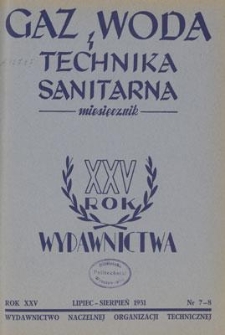 GAZ, WODA
i
TECHNIKA
SANITARNA
miesięcznik
XXV
ROK
WYDAWNICTWA
ROK XXV LIPIEC - SIERPIEŃ 1951 Nr 7-8
WYDAWNICTWO NACZELNEJ ORGANIZACJI TECHNICZNEJ